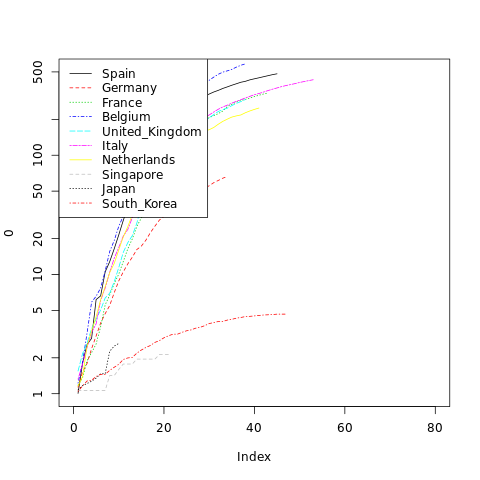 Spain
Germany
France
Belgium
United_Kingdom
Italy
Netherlands
Singapore
Japan
South_Korea
500
100
50
20
10
5
2
1
0
0 20 40 60 80
Index